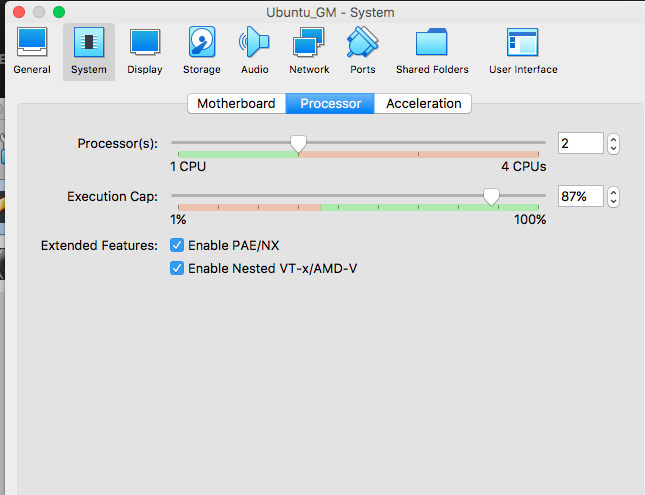 Ubuntu_GM - System
General System Display Storage Audio Network Ports Shared Folders User Interface
Motherboard Processor Acceleration
Processor(s): 2
1 CPU 4 CPUs
Execution Cap: 87%
1% 100%
Extended Features: Enable PAE/NX
Enable Nested VT-x/AMD-V